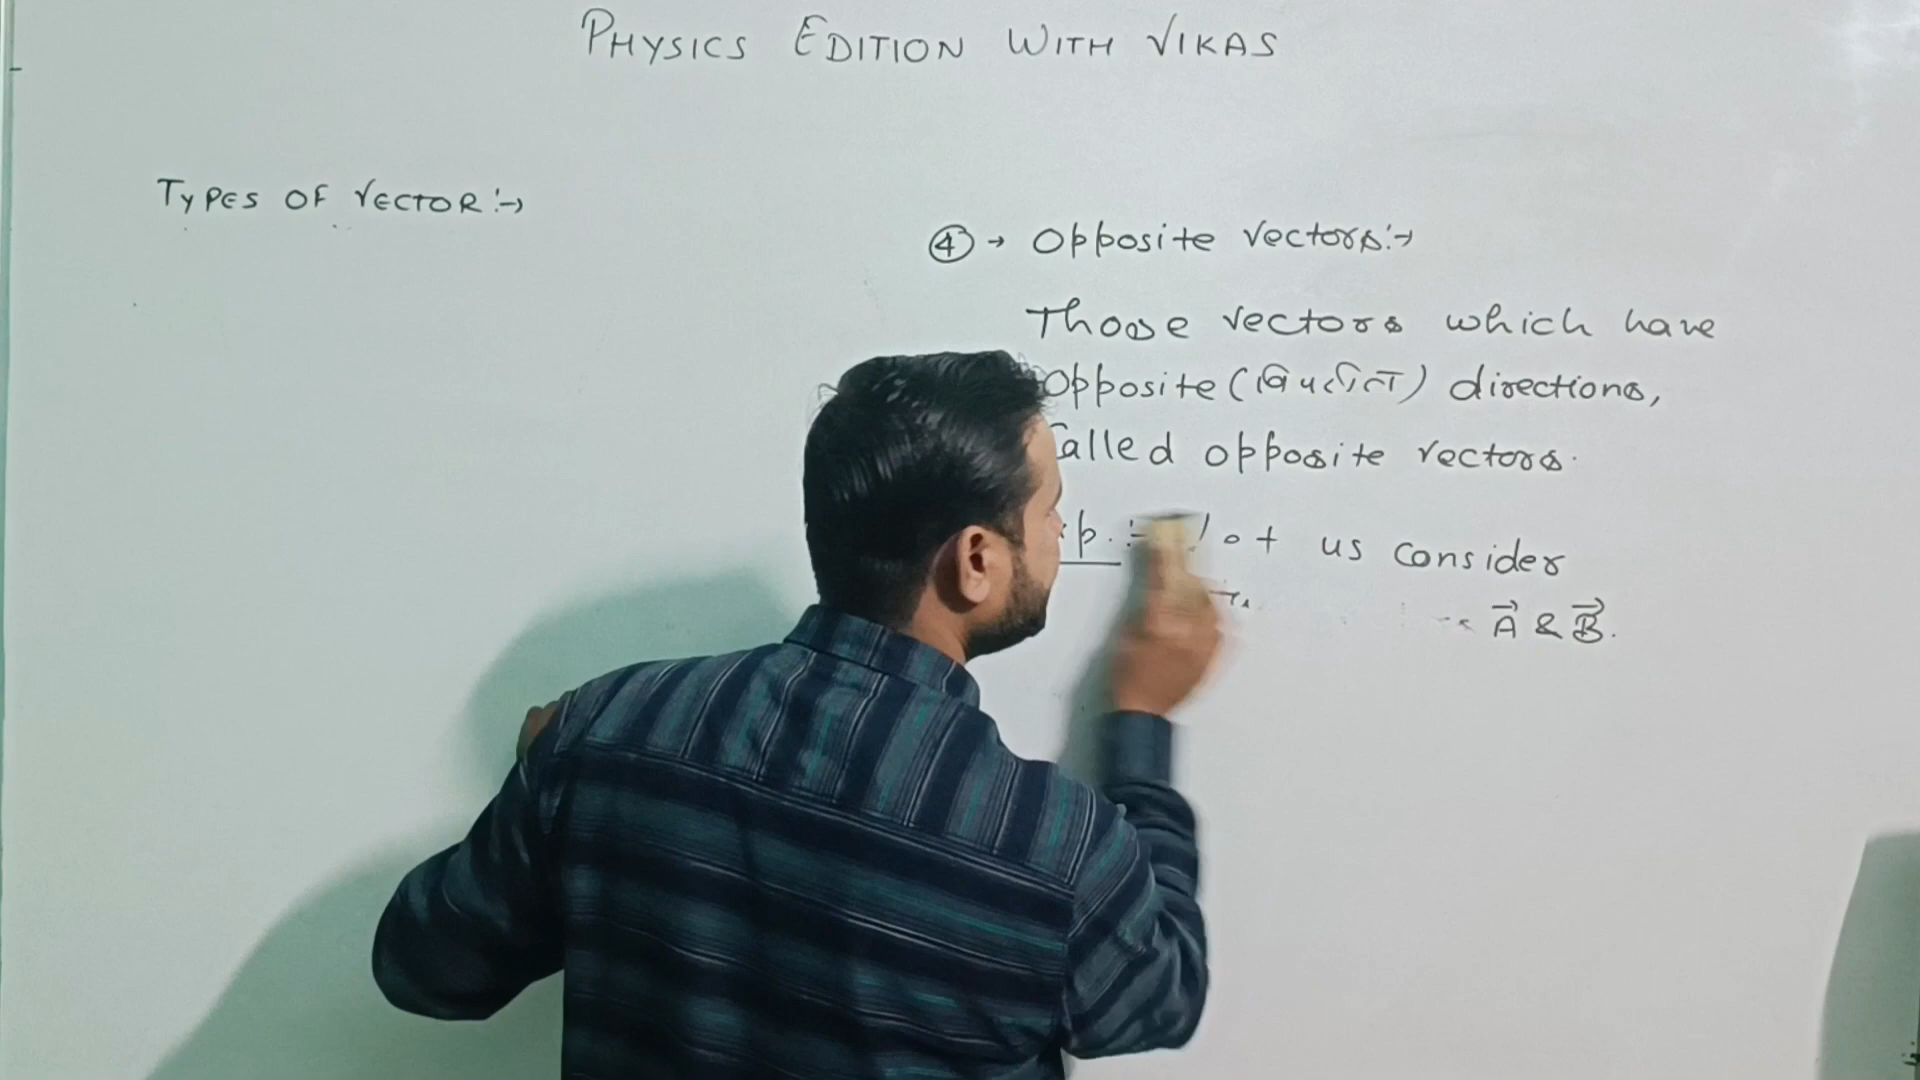 PHYSICS EDITION WITH VIKAS
TYPES OF VECTOR :→
④ → Opposite vectors :→
Those vectors which have
Opposite (विपरीत) directions,
Called opposite vectors.
us consider
A⃗ & B⃗.